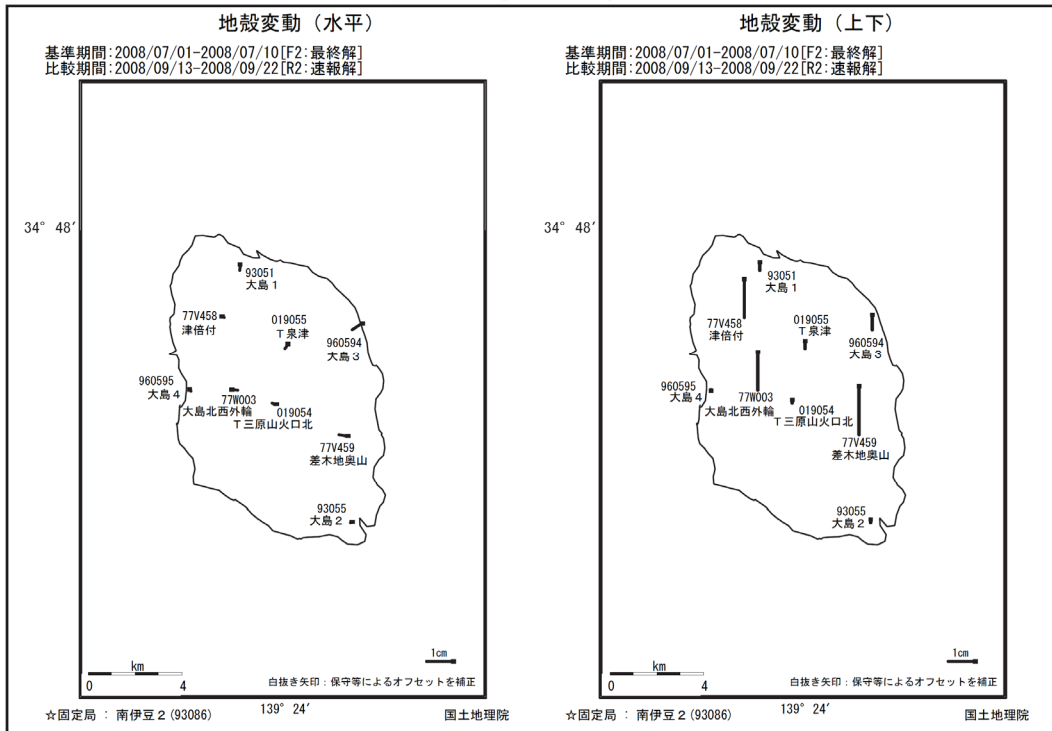 地殻変動（水平）
基準期間:2008/07/01-2008/07/10[F2:最終解]
比較期間:2008/09/13-2008/09/22[R2:速報解]
34° 48′
93051
大島１
77V458
津倍付
019055
Ｔ泉津
960594
大島３
960595
大島４
77W003
大島北西外輪
019054
Ｔ三原山火口北
77V459
差木地奥山
93055
大島２
km
0 4
1cm
白抜き矢印：保守等によるオフセットを補正
☆固定局 ： 南伊豆２(93086)
139° 24′
国土地理院
地殻変動（上下）
基準期間:2008/07/01-2008/07/10[F2:最終解]
比較期間:2008/09/13-2008/09/22[R2:速報解]
34° 48′
93051
大島１
77V458
津倍付
019055
Ｔ泉津
960594
大島３
960595
大島４
77W003
大島北西外輪
019054
Ｔ三原山火口北
77V459
差木地奥山
93055
大島２
km
0 4
1cm
白抜き矢印：保守等によるオフセットを補正
☆固定局 ： 南伊豆２(93086)
139° 24′
国土地理院